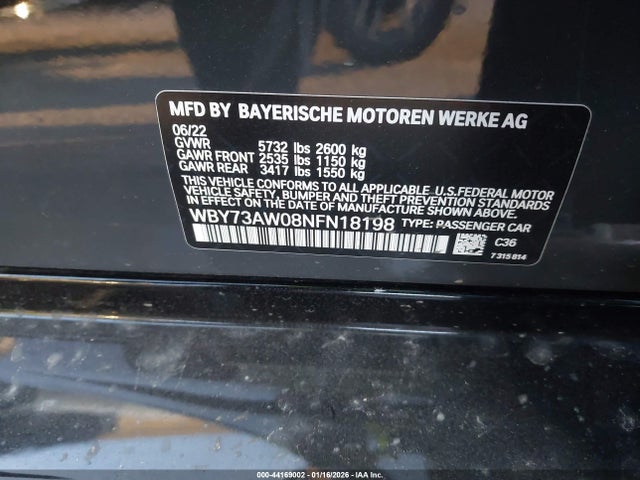 MFD BY BAYERISCHE MOTOREN WERKE AG
06/22
GVWR 5732 lbs 2600 kg
GAWR FRONT 2535 lbs 1150 kg
GAWR REAR 3417 lbs 1550 kg
THIS VEHICLE CONFORMS TO ALL APPLICABLE U.S.FEDERAL MOTOR
VEHICLE SAFETY, BUMPER AND THEFT PREVENTION STANDARDS
IN EFFECT ON THE DATE OF MANUFACTURE SHOWN ABOVE.
WBY73AW08NFN18198 TYPE: PASSENGER CAR
C36
7 315 814
000-44169002 - 01/16/2026 - IAA Inc.